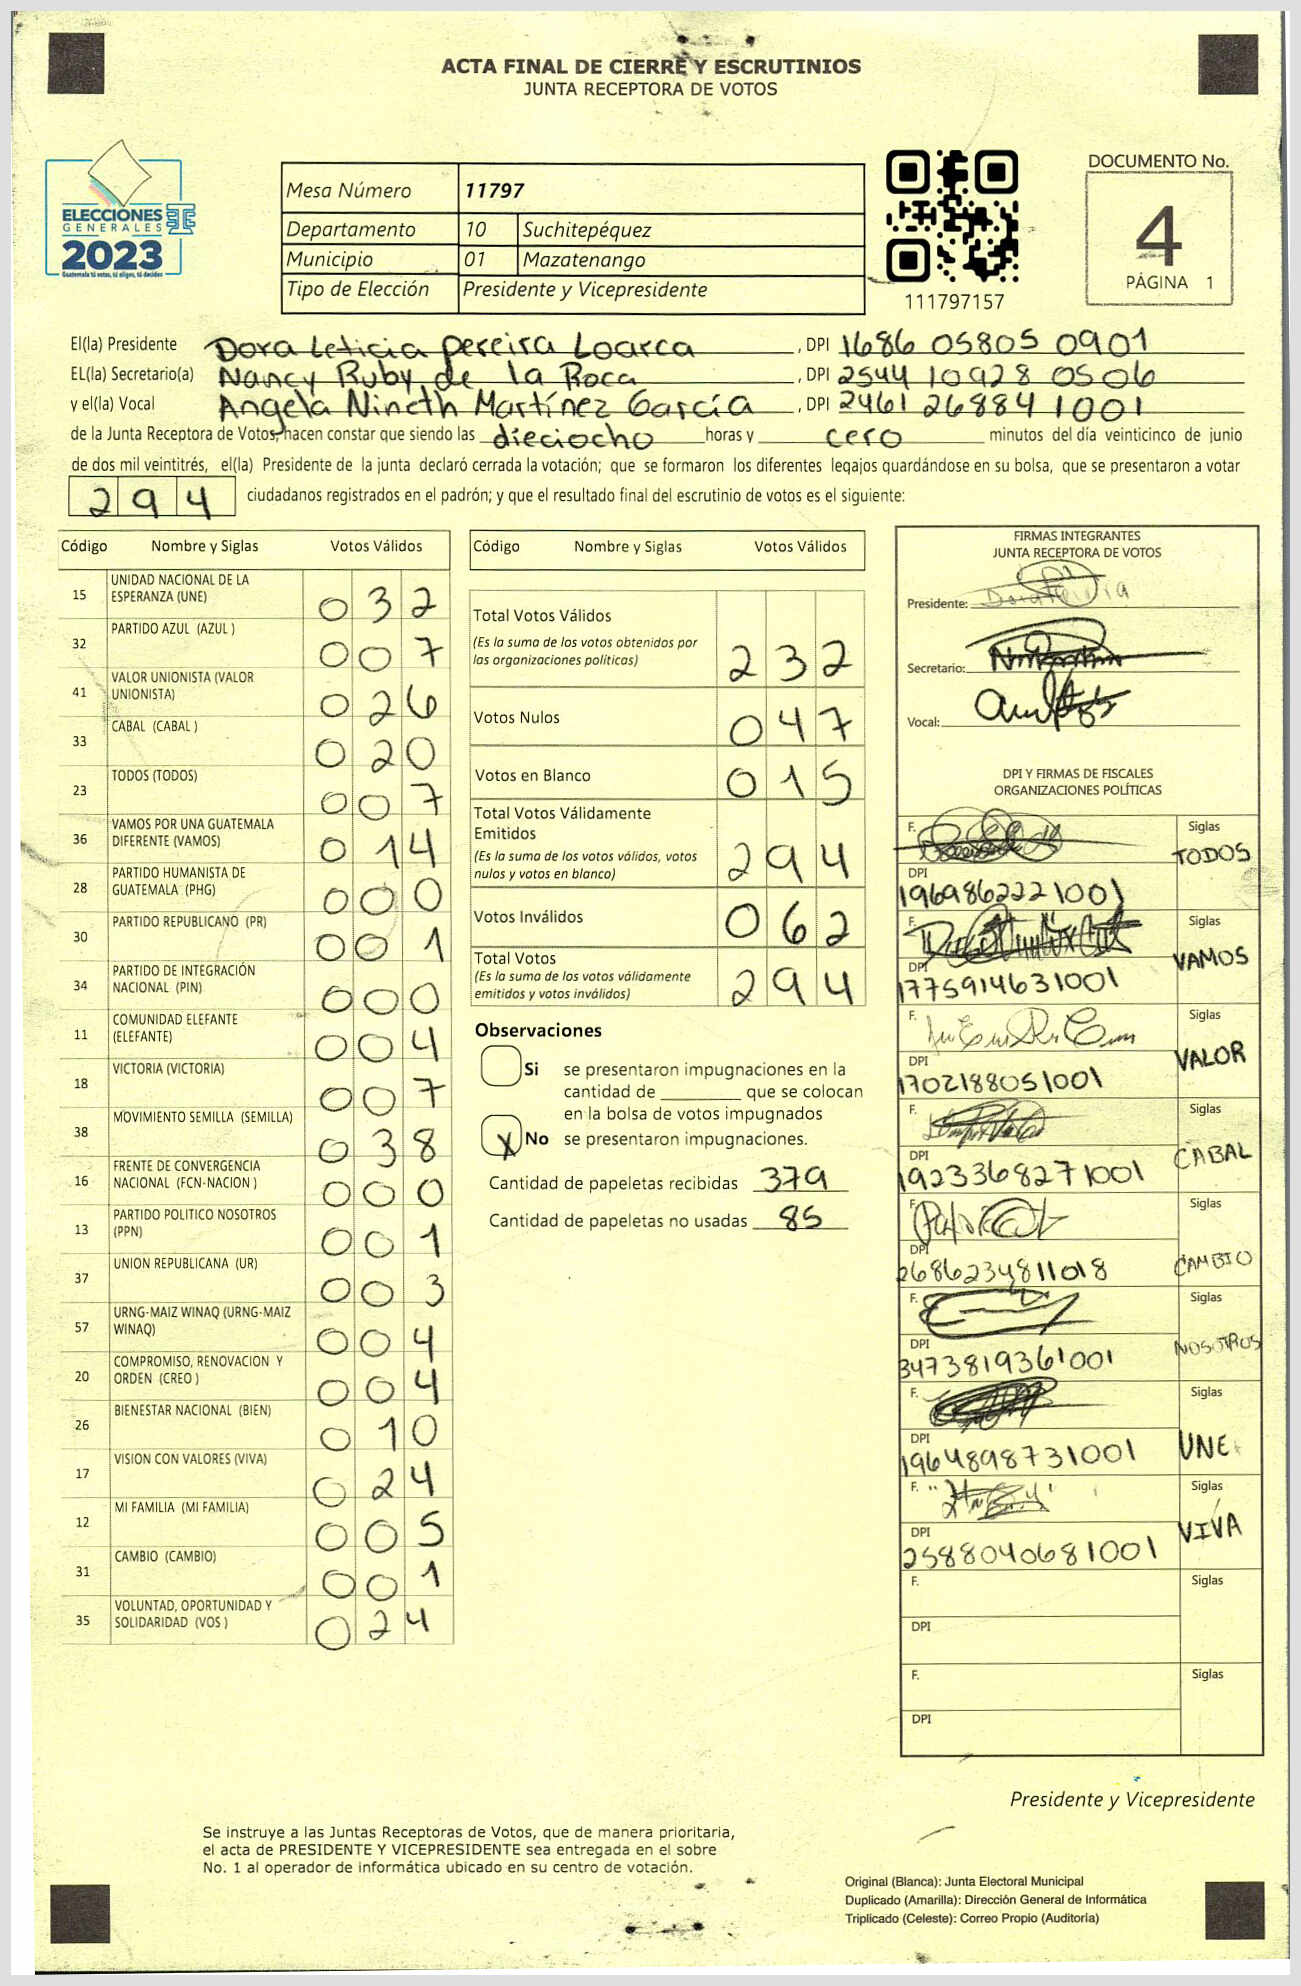 ACTA FINAL DE CIERRE Y ESCRUTINIOS
JUNTA RECEPTORA DE VOTOS
ELECCIONES
GENERALES
2023
Guatemala tú votas, tú eliges, tú decides
Mesa Número 11797
Departamento 10 Suchitepéquez
Municipio 01 Mazatenango
Tipo de Elección Presidente y Vicepresidente
111797157
DOCUMENTO No.
4
PÁGINA 1
El(la) Presidente Dora Leticia pereira Loarca, DPI 1686 05805 0901
EL(la) Secretario(a) Nancy Ruby de la Roca, DPI 2544 10928 0506
y el(la) Vocal Angela Nineth Martínez García, DPI 2461 26884 1001
de la Junta Receptora de Votos, hacen constar que siendo las dieciocho horas y cero minutos del día veinticinco de junio
de dos mil veintitrés, el(la) Presidente de la junta declaró cerrada la votación; que se formaron los diferentes legajos guardándose en su bolsa, que se presentaron a votar
294 ciudadanos registrados en el padrón; y que el resultado final del escrutinio de votos es el siguiente:
Código Nombre y Siglas Votos Válidos
15 UNIDAD NACIONAL DE LA ESPERANZA (UNE) 032
32 PARTIDO AZUL (AZUL ) 007
41 VALOR UNIONISTA (VALOR UNIONISTA) 026
33 CABAL (CABAL ) 020
23 TODOS (TODOS) 007
36 VAMOS POR UNA GUATEMALA DIFERENTE (VAMOS) 014
28 PARTIDO HUMANISTA DE GUATEMALA (PHG) 000
30 PARTIDO REPUBLICANO (PR) 001
34 PARTIDO DE INTEGRACIÓN NACIONAL (PIN) 000
11 COMUNIDAD ELEFANTE (ELEFANTE) 004
18 VICTORIA (VICTORIA) 007
38 MOVIMIENTO SEMILLA (SEMILLA) 038
16 FRENTE DE CONVERGENCIA NACIONAL (FCN-NACION ) 000
13 PARTIDO POLITICO NOSOTROS (PPN) 001
37 UNION REPUBLICANA (UR) 003
57 URNG-MAIZ WINAQ (URNG-MAIZ WINAQ) 004
20 COMPROMISO, RENOVACION Y ORDEN (CREO ) 004
26 BIENESTAR NACIONAL (BIEN) 010
17 VISION CON VALORES (VIVA) 024
12 MI FAMILIA (MI FAMILIA) 005
31 CAMBIO (CAMBIO) 001
35 VOLUNTAD, OPORTUNIDAD Y SOLIDARIDAD (VOS ) 024
Código Nombre y Siglas Votos Válidos
Total Votos Válidos
(Es la suma de los votos obtenidos por
las organizaciones políticas) 232
Votos Nulos 047
Votos en Blanco 015
Total Votos Válidamente
Emitidos
(Es la suma de los votos válidos, votos
nulos y votos en blanco) 294
Votos Inválidos 062
Total Votos
(Es la suma de los votos válidamente
emitidos y votos inválidos) 294
Observaciones
Si se presentaron impugnaciones en la
cantidad de ________ que se colocan
en la bolsa de votos impugnados
X No se presentaron impugnaciones.
Cantidad de papeletas recibidas 379
Cantidad de papeletas no usadas 85
FIRMAS INTEGRANTES
JUNTA RECEPTORA DE VOTOS
Presidente:
Secretario:
Vocal:
DPI Y FIRMAS DE FISCALES
ORGANIZACIONES POLÍTICAS
F. Siglas
TODOS
DPI
1969862221001
F. Siglas
VAMOS
DPI
1775914631001
F. Siglas
VALOR
DPI
1702188051001
F. Siglas
CABAL
DPI
1923368271001
F. Siglas
CAMBIO
DPI
2686234811018
F. Siglas
NOSOTROS
DPI
3473819361001
F. Siglas
UNE
DPI
1964898731001
F. Siglas
VIVA
DPI
2588040681001
F. Siglas
DPI
F. Siglas
DPI
Presidente y Vicepresidente
Se instruye a las Juntas Receptoras de Votos, que de manera prioritaria,
el acta de PRESIDENTE Y VICEPRESIDENTE sea entregada en el sobre
No. 1 al operador de informática ubicado en su centro de votación.
Original (Blanca): Junta Electoral Municipal
Duplicado (Amarilla): Dirección General de Informática
Triplicado (Celeste): Correo Propio (Auditoría)